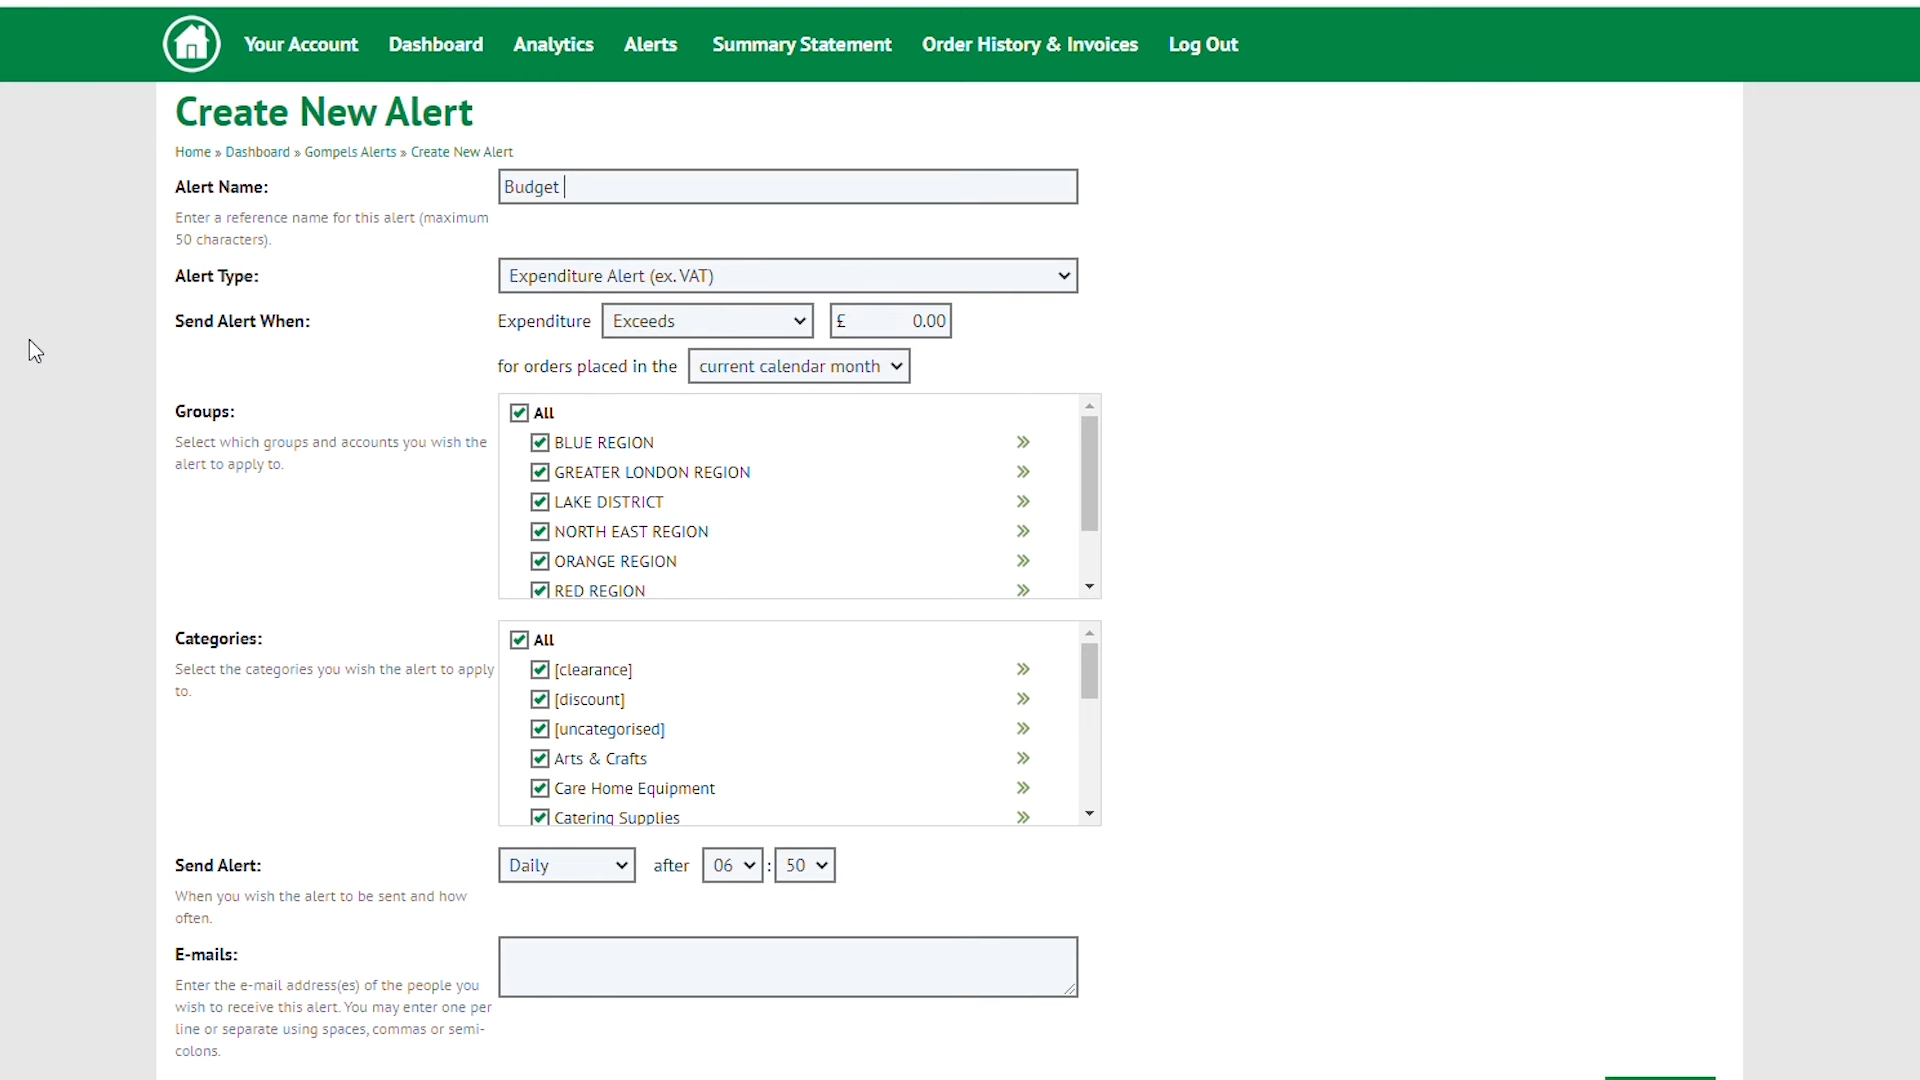 Your Account Dashboard Analytics Alerts Summary Statement Order History & Invoices Log Out
Create New Alert
Home » Dashboard » Gompels Alerts » Create New Alert
Alert Name: Budget
Enter a reference name for this alert (maximum
50 characters).
Alert Type: Expenditure Alert (ex. VAT)
Send Alert When: Expenditure Exceeds £ 0.00
for orders placed in the current calendar month
Groups:
Select which groups and accounts you wish the
alert to apply to.
All
BLUE REGION
GREATER LONDON REGION
LAKE DISTRICT
NORTH EAST REGION
ORANGE REGION
RED REGION
Categories:
Select the categories you wish the alert to apply
to.
All
[clearance]
[discount]
[uncategorised]
Arts & Crafts
Care Home Equipment
Catering Supplies
Send Alert: Daily after 06 : 50
When you wish the alert to be sent and how
often.
E-mails:
Enter the e-mail address(es) of the people you
wish to receive this alert. You may enter one per
line or separate using spaces, commas or semi-
colons.